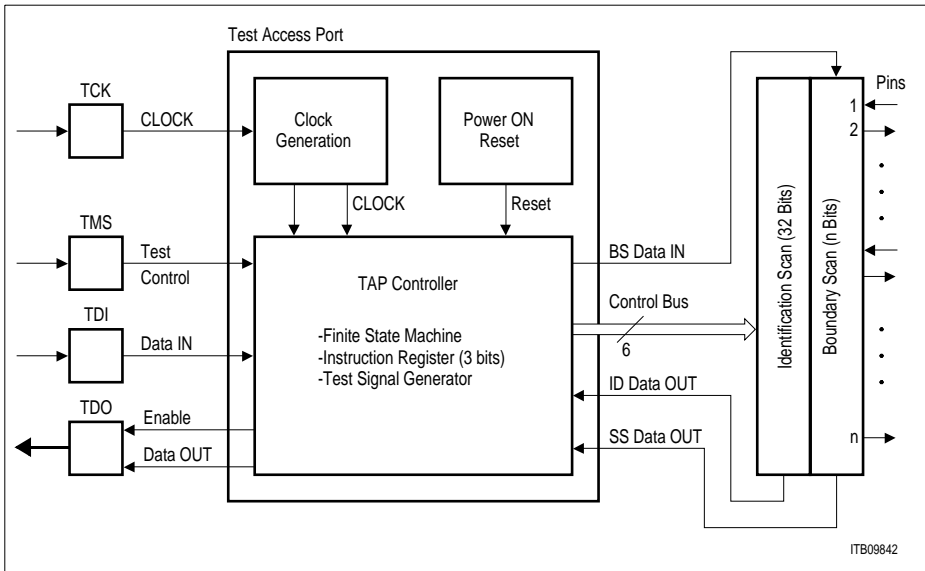 Test Access Port
TCK
CLOCK
Clock
Generation
Power ON
Reset
Pins
1
2
CLOCK
Reset
TMS
Test
Control
TAP Controller
-Finite State Machine
-Instruction Register (3 bits)
-Test Signal Generator
BS Data IN
Control Bus
6
Identification Scan (32 Bits)
Boundary Scan (n Bits)
TDI
Data IN
ID Data OUT
TDO
Enable
Data OUT
SS Data OUT
n
ITB09842